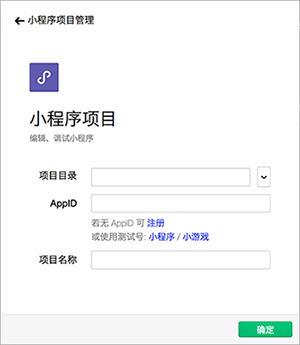 小程序项目管理
小程序项目
编辑、调试小程序
项目目录
AppID
若无 AppID 可 注册
或使用测试号: 小程序 / 小游戏
项目名称
确定